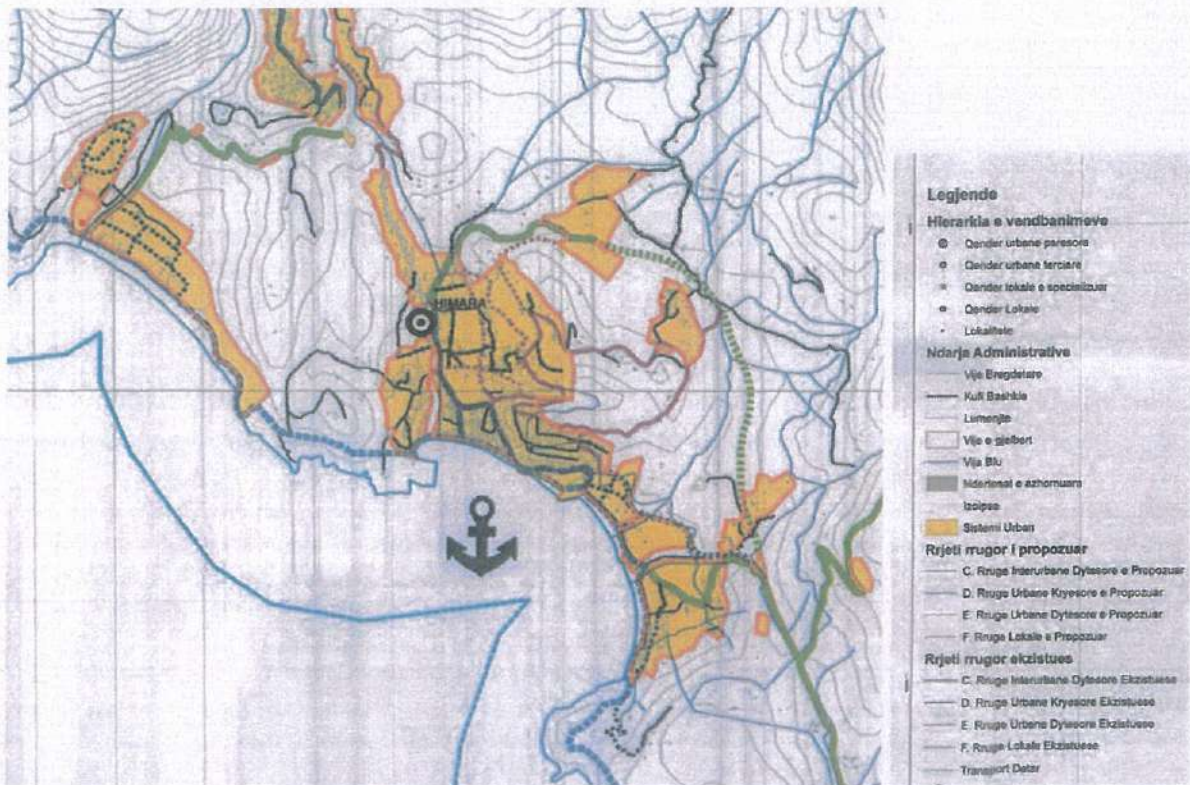 HIMARA
Legjende
Hierarkia e vendbanimeve
Qender urbane paresore
Qender urbane terciare
Qender lokale e specializuar
Qender Lokale
Lokalitete
Ndarja Administrative
Vije Bregdetare
Kufi Bashkie
Lumenjte
Vije e gjelbert
Vija Blu
Ndertesat e azhornuara
Izoipse
Sistemi Urban
Rrjeti rrugor i propozuar
C. Rruge Interurbane Dytesore e Propozuar
D. Rruge Urbane Kryesore e Propozuar
E. Rruge Urbane Dytesore e Propozuar
F. Rruge Lokale e Propozuar
Rrjeti rrugor ekzistues
C. Rruge Interurbane Dytesore Ekzistuese
D. Rruge Urbane Kryesore Ekzistuese
E. Rruge Urbane Dytesore Ekzistuese
F. Rruge Lokale Ekzistuese
Transport Detar